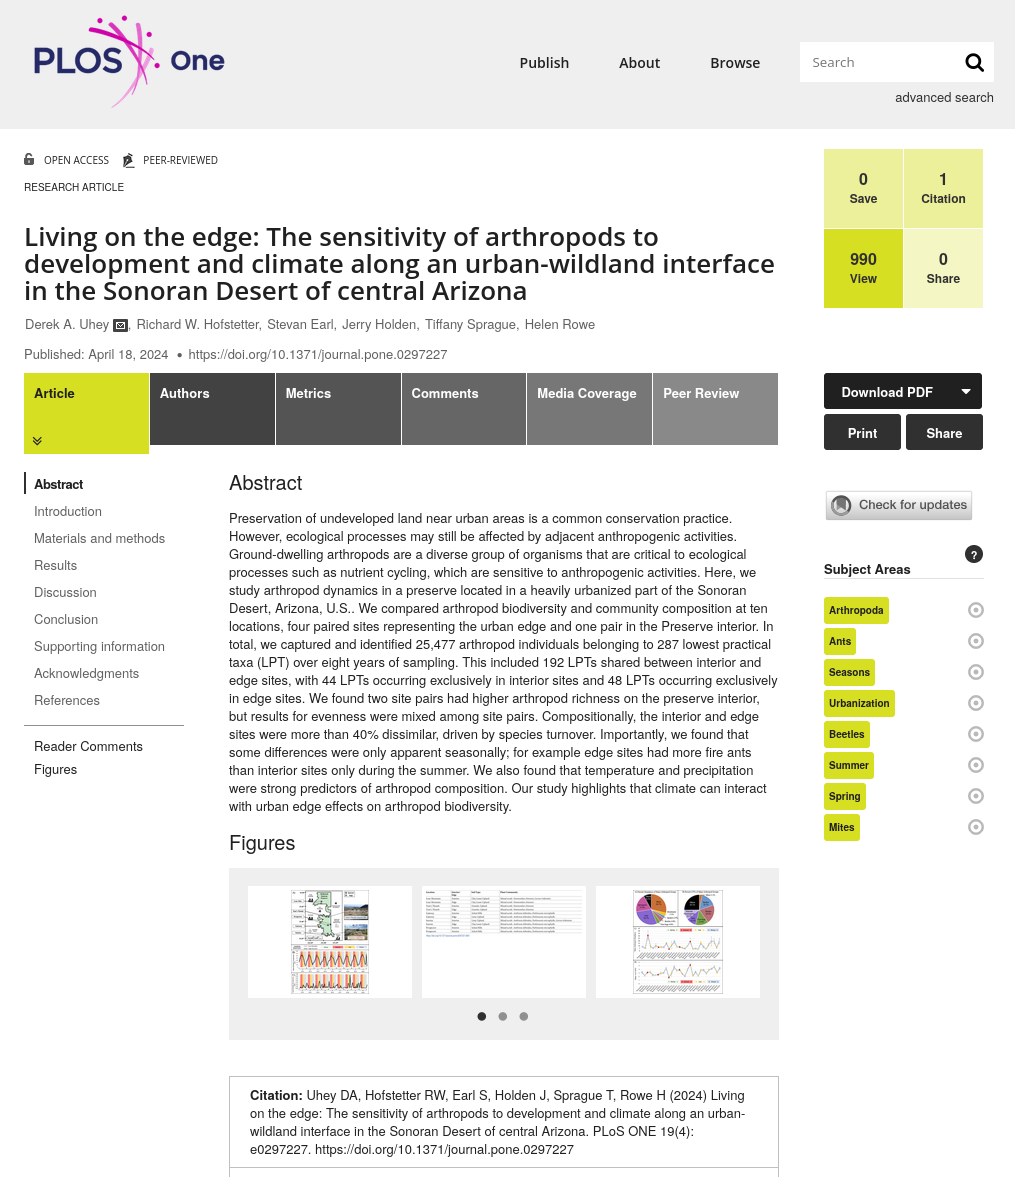 PLOS One
Publish
About
Browse
Search
advanced search
OPEN ACCESS
PEER-REVIEWED
RESEARCH ARTICLE
Living on the edge: The sensitivity of arthropods to
development and climate along an urban-wildland interface
in the Sonoran Desert of central Arizona
Derek A. Uhey , Richard W. Hofstetter, Stevan Earl, Jerry Holden, Tiffany Sprague, Helen Rowe
Published: April 18, 2024 • https://doi.org/10.1371/journal.pone.0297227
0
Save
1
Citation
990
View
0
Share
Article
Authors
Metrics
Comments
Media Coverage
Peer Review
Download PDF
Print
Share
Check for updates
Abstract
Introduction
Materials and methods
Results
Discussion
Conclusion
Supporting information
Acknowledgments
References
Reader Comments
Figures
Abstract
Preservation of undeveloped land near urban areas is a common conservation practice.
However, ecological processes may still be affected by adjacent anthropogenic activities.
Ground-dwelling arthropods are a diverse group of organisms that are critical to ecological
processes such as nutrient cycling, which are sensitive to anthropogenic activities. Here, we
study arthropod dynamics in a preserve located in a heavily urbanized part of the Sonoran
Desert, Arizona, U.S.. We compared arthropod biodiversity and community composition at ten
locations, four paired sites representing the urban edge and one pair in the Preserve interior. In
total, we captured and identified 25,477 arthropod individuals belonging to 287 lowest practical
taxa (LPT) over eight years of sampling. This included 192 LPTs shared between interior and
edge sites, with 44 LPTs occurring exclusively in interior sites and 48 LPTs occurring exclusively
in edge sites. We found two site pairs had higher arthropod richness on the preserve interior,
but results for evenness were mixed among site pairs. Compositionally, the interior and edge
sites were more than 40% dissimilar, driven by species turnover. Importantly, we found that
some differences were only apparent seasonally; for example edge sites had more fire ants
than interior sites only during the summer. We also found that temperature and precipitation
were strong predictors of arthropod composition. Our study highlights that climate can interact
with urban edge effects on arthropod biodiversity.
Figures
Citation: Uhey DA, Hofstetter RW, Earl S, Holden J, Sprague T, Rowe H (2024) Living
on the edge: The sensitivity of arthropods to development and climate along an urban-
wildland interface in the Sonoran Desert of central Arizona. PLoS ONE 19(4):
e0297227. https://doi.org/10.1371/journal.pone.0297227
?
Subject Areas
Arthropoda
Ants
Seasons
Urbanization
Beetles
Summer
Spring
Mites